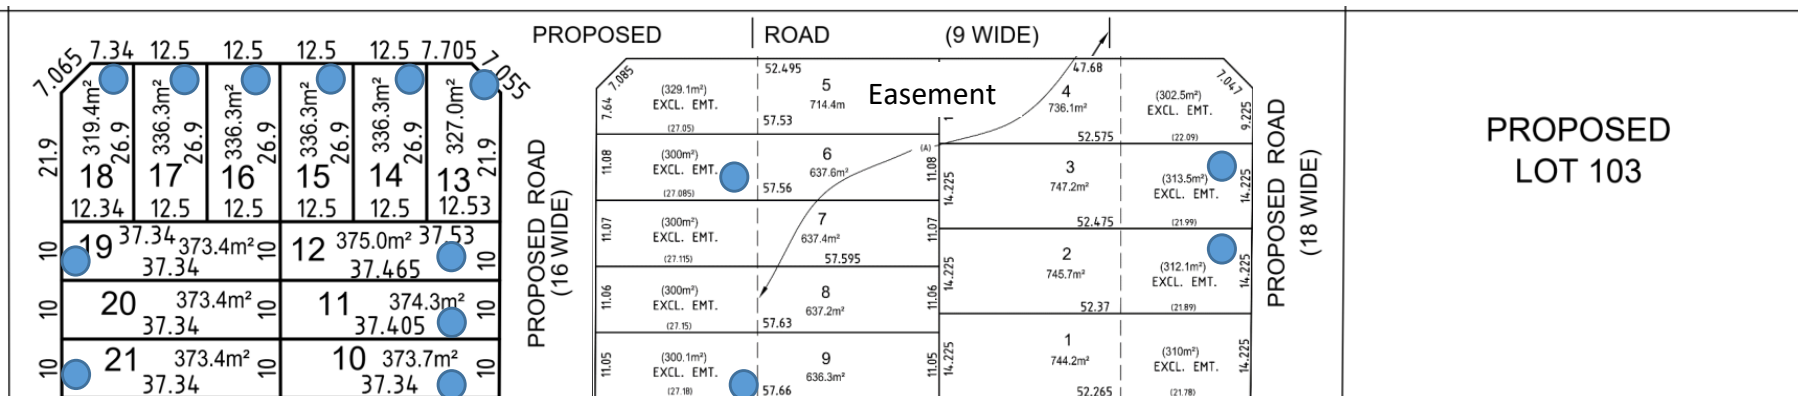 PROPOSED ROAD (9 WIDE)
7.065 7.34 12.5 12.5 12.5 12.5 7.705 7.055
21.9 319.4m² 26.9 336.3m² 26.9 336.3m² 26.9 336.3m² 26.9 336.3m² 26.9 327.0m² 21.9
18 17 16 15 14 13
12.34 12.5 12.5 12.5 12.5 12.53
10 19 37.34 373.4m² 10 12 375.0m² 37.53 10
37.34 37.465
10 20 373.4m² 10 11 374.3m² 10
37.34 37.405
10 21 373.4m² 10 10 373.7m² 10
37.34 37.34
PROPOSED ROAD
(16 WIDE)
7.085 52.495 47.68 7.047
7.64 (329.1m²) 5
EXCL. EMT. 714.4m
(27.05) 57.53
Easement
4 (302.5m²) 9.225
736.1m² EXCL. EMT.
52.575 (22.09)
(A)
11.08 (300m²) 6 11.08
EXCL. EMT. 637.6m²
(27.085) 57.56
14.225 3 (313.5m²) 14.225
747.2m² EXCL. EMT.
52.475 (21.99)
11.07 (300m²) 7 11.07
EXCL. EMT. 637.4m²
(27.115) 57.595
14.225 2 (312.1m²) 14.225
745.7m² EXCL. EMT.
52.37 (21.89)
11.06 (300m²) 8 11.06
EXCL. EMT. 637.2m²
(27.15) 57.63
14.225 1 (310m²) 14.225
744.2m² EXCL. EMT.
52.265 (21.78)
11.05 (300.1m²) 9 11.05
EXCL. EMT. 636.3m²
(27.18) 57.66
PROPOSED ROAD
(18 WIDE)
PROPOSED
LOT 103